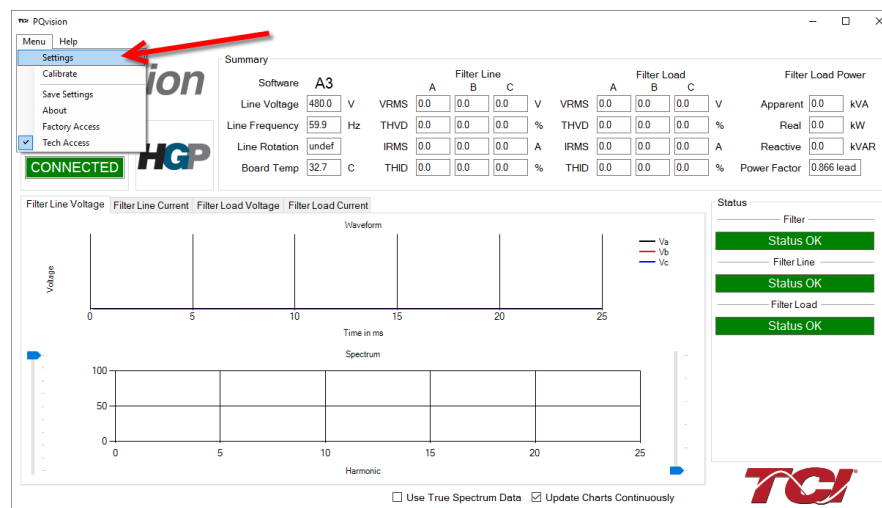 TCI PQvision
Menu Help
Settings
Calibrate
Save Settings
About
Factory Access
Tech Access
ion
CONNECTED
HGP
Summary
Software A3
Line Voltage 480.0 V
Line Frequency 59.9 Hz
Line Rotation undef
Board Temp 32.7 C
Filter Line
A B C
VRMS 0.0 0.0 0.0 V
THVD 0.0 0.0 0.0 %
IRMS 0.0 0.0 0.0 A
THID 0.0 0.0 0.0 %
Filter Load
A B C
VRMS 0.0 0.0 0.0 V
THVD 0.0 0.0 0.0 %
IRMS 0.0 0.0 0.0 A
THID 0.0 0.0 0.0 %
Filter Load Power
Apparent 0.0 kVA
Real 0.0 kW
Reactive 0.0 kVAR
Power Factor 0.866 lead
Filter Line Voltage Filter Line Current Filter Load Voltage Filter Load Current
Waveform
Voltage
Va
Vb
Vc
0 5 10 15 20 25
Time in ms
Spectrum
100
50
0
0 5 10 15 20 25
Harmonic
Use True Spectrum Data Update Charts Continuously
Status
Filter
Status OK
Filter Line
Status OK
Filter Load
Status OK
TCI